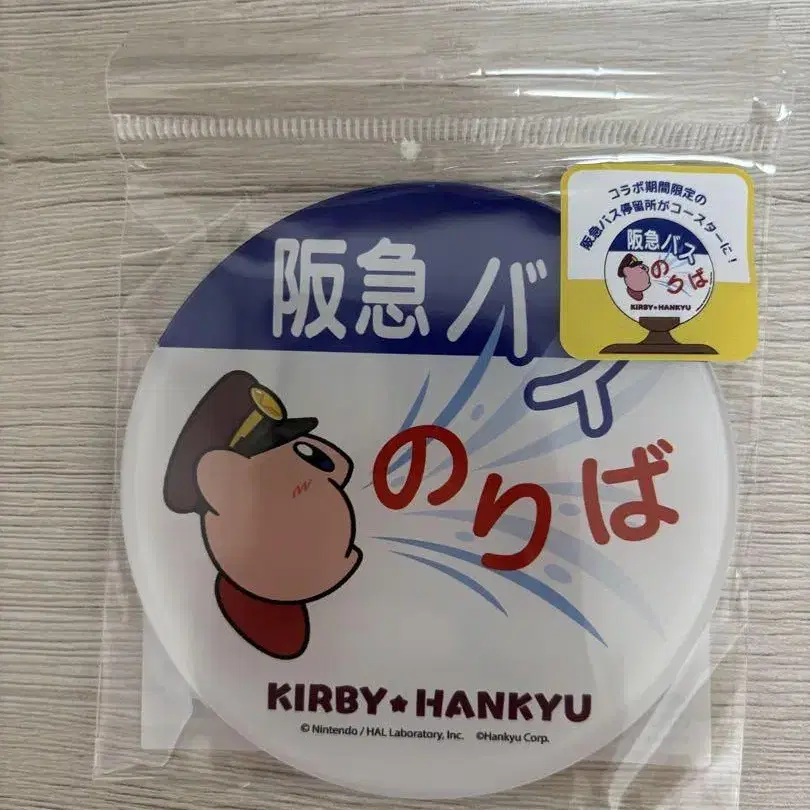 コラボ期間限定の
阪急バス停留所がコースターに!
阪急バス
のりば
KIRBY★HANKYU
阪急バス
のりば
KIRBY★HANKYU
© Nintendo / HAL Laboratory, Inc. ©Hankyu Corp.